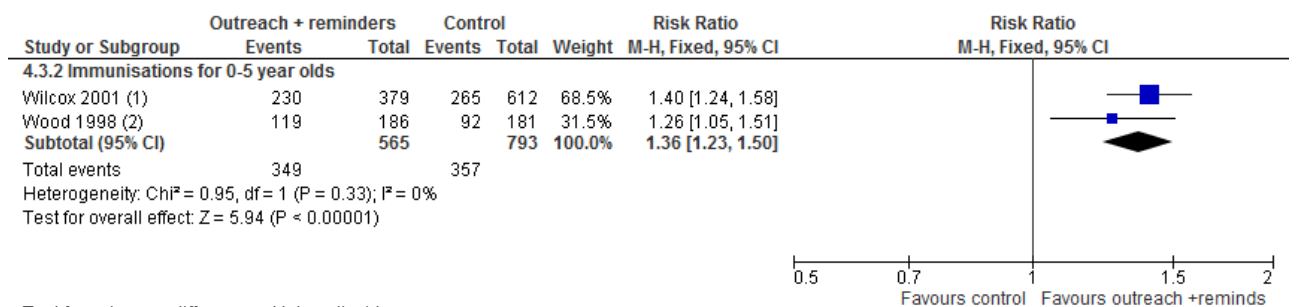 Outreach + reminders Control Risk Ratio Risk Ratio
Study or Subgroup Events Total Events Total Weight M-H, Fixed, 95% CI M-H, Fixed, 95% CI
4.3.2 Immunisations for 0-5 year olds
Wilcox 2001 (1) 230 379 265 612 68.5% 1.40 [1.24, 1.58]
Wood 1998 (2) 119 186 92 181 31.5% 1.26 [1.05, 1.51]
Subtotal (95% CI) 565 793 100.0% 1.36 [1.23, 1.50]
Total events 349 357
Heterogeneity: Chi² = 0.95, df = 1 (P = 0.33); I² = 0%
Test for overall effect: Z = 5.94 (P < 0.00001)
0.5 0.7 1 1.5 2
Favours control Favours outreach +reminds